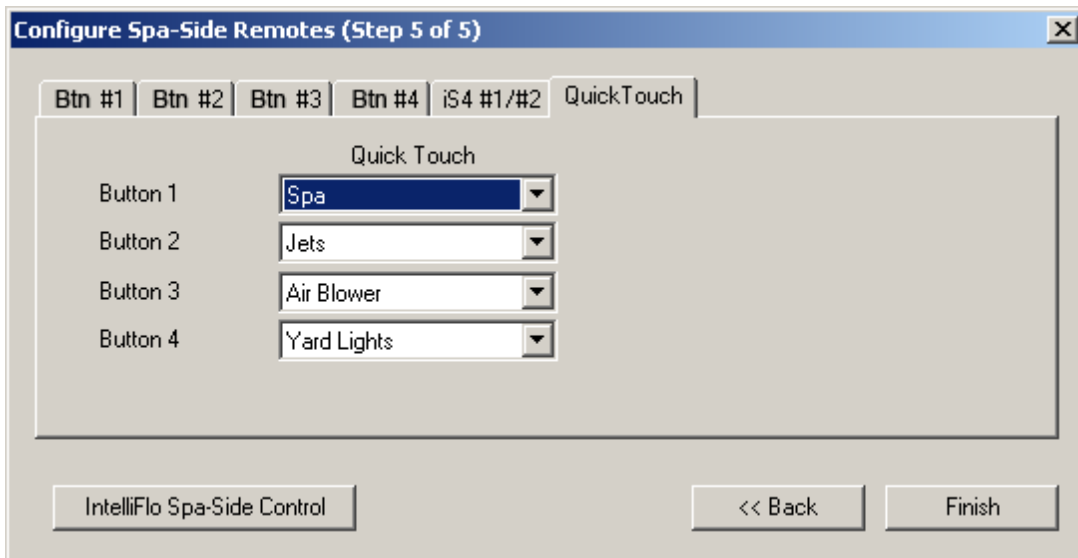 Configure Spa-Side Remotes (Step 5 of 5)
Btn #1 Btn #2 Btn #3 Btn #4 iS4 #1/#2 QuickTouch
Quick Touch
Button 1 Spa
Button 2 Jets
Button 3 Air Blower
Button 4 Yard Lights
IntelliFlo Spa-Side Control << Back Finish